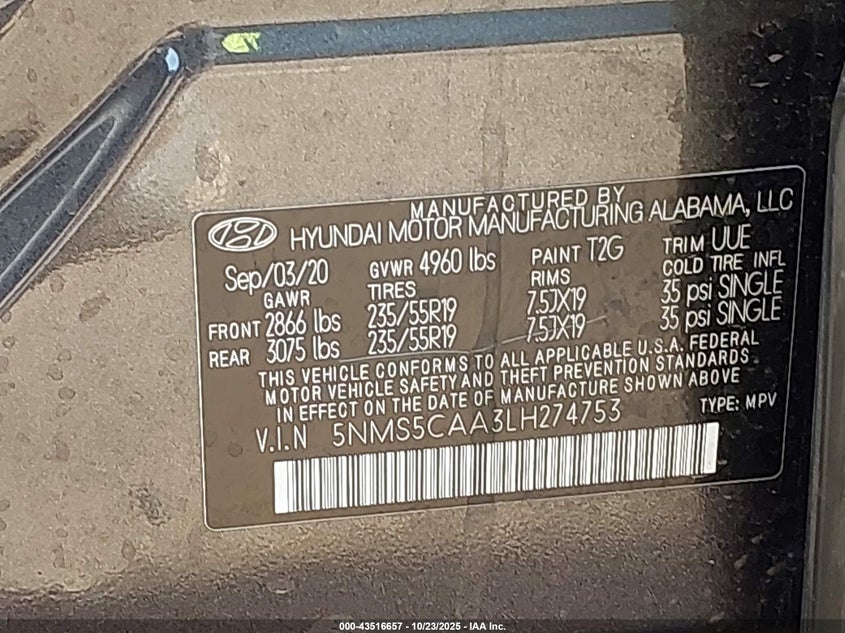 MANUFACTURED BY
HYUNDAI MOTOR MANUFACTURING ALABAMA, LLC
Sep/03/20 GVWR 4960 lbs PAINT T2G TRIM UUE
GAWR TIRES RIMS COLD TIRE INFL
FRONT 2866 lbs 235/55R19 7.5JX19 35 psi SINGLE
REAR 3075 lbs 235/55R19 7.5JX19 35 psi SINGLE
THIS VEHICLE CONFORMS TO ALL APPLICABLE U.S.A. FEDERAL
MOTOR VEHICLE SAFETY AND THEFT PREVENTION STANDARDS
IN EFFECT ON THE DATE OF MANUFACTURE SHOWN ABOVE
V.I.N 5NMS5CAA3LH274753 TYPE: MPV
000-43516657 - 10/23/2025 - IAA Inc.